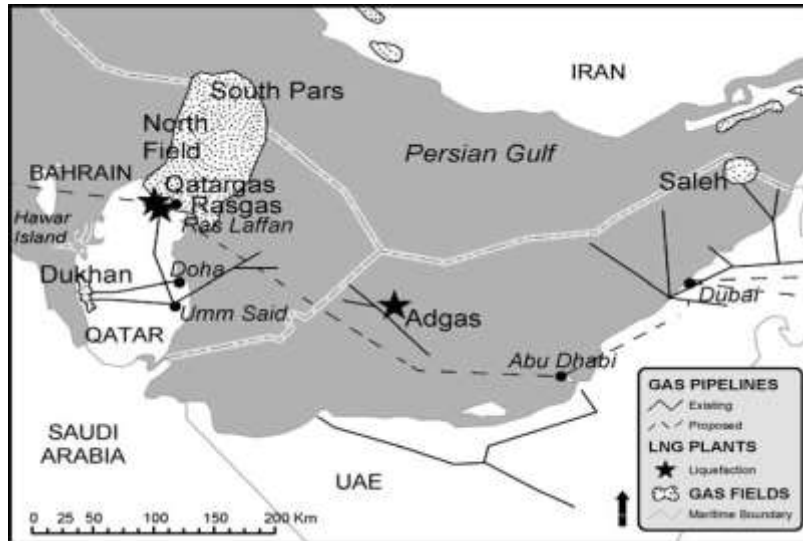 IRAN
South Pars
North
Field
Persian Gulf
BAHRAIN
Qatargas
Saleh
Rasgas
Hawar
Island
Ras Laffan
Dukhan
Doha
Dubai
Umm Said
Adgas
QATAR
Abu Dhabi
SAUDI
ARABIA
UAE
GAS PIPELINES
Existing
Proposed
LNG PLANTS
Liquefaction
GAS FIELDS
Maritime Boundary
0 25 50 100 150 200 Km